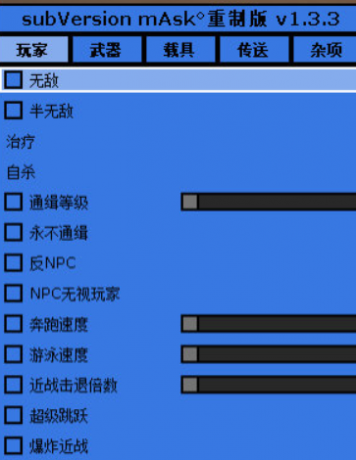 subVersion mAsk°重制版 v1.3.3
玩家 武器 载具 传送 杂项
无敌
半无敌
治疗
自杀
通缉等级
永不通缉
反NPC
NPC无视玩家
奔跑速度
游泳速度
近战击退倍数
超级跳跃
爆炸近战